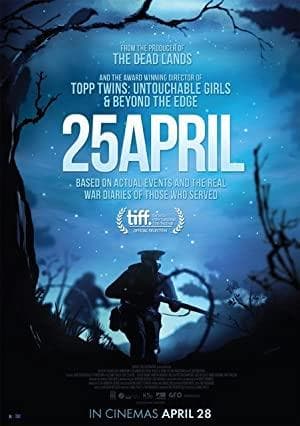 FROM THE PRODUCER OF
THE DEAD LANDS
AND THE AWARD WINNING DIRECTOR OF
TOPP TWINS: UNTOUCHABLE GIRLS
& BEYOND THE EDGE
25APRIL
BASED ON ACTUAL EVENTS AND THE REAL
WAR DIARIES OF THOSE WHO SERVED
tiff.
OFFICIAL SELECTION
IN CINEMAS APRIL 28